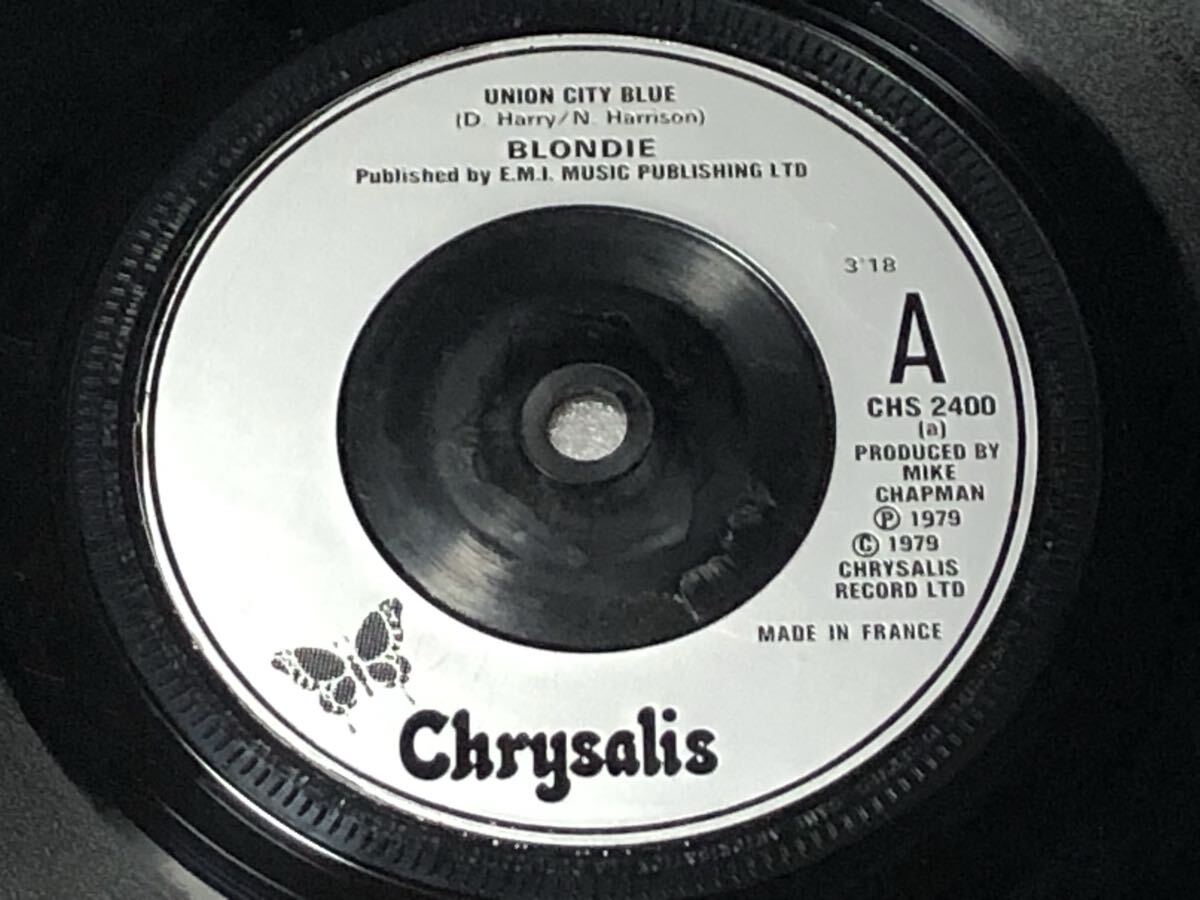 UNION CITY BLUE
(D. Harry/N. Harrison)
BLONDIE
Published by E.M.I. MUSIC PUBLISHING LTD
3'18
A
CHS 2400
(a)
PRODUCED BY
MIKE
CHAPMAN
Ⓟ 1979
© 1979
CHRYSALIS
RECORD LTD
MADE IN FRANCE
Chrysalis